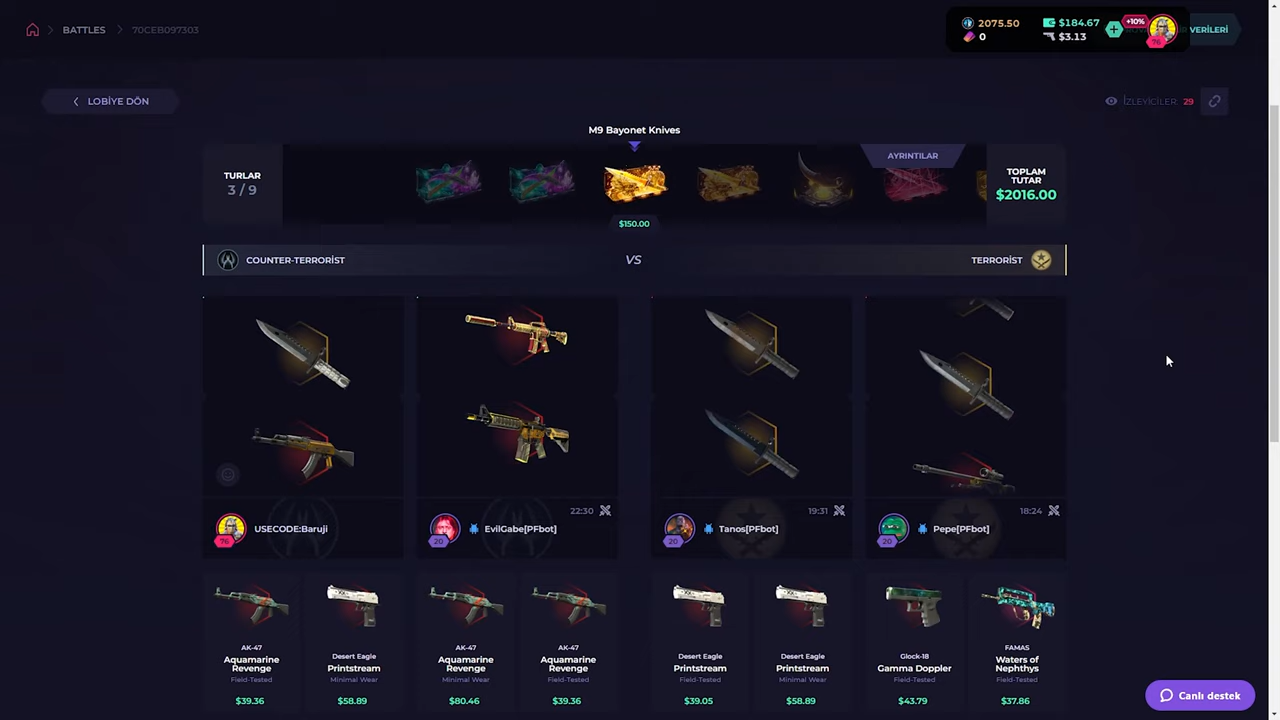 BATTLES
70CEB097303
2075.50
0
$184.67
$3.13
+10%
76
VERİLERİ
LOBİYE DÖN
İZLEYİCİLER: 29
M9 Bayonet Knives
TURLAR
3 / 9
AYRINTILAR
TOPLAM
TUTAR
$2016.00
$150.00
COUNTER-TERRORİST
VS
TERRORİST
76
USECODE:Baruji
22:30
20
EvilGabe[PFbot]
19:31
20
Tanos[PFbot]
18:24
20
Pepe[PFbot]
AK-47
Aquamarine
Revenge
Field-Tested
$39.36
Desert Eagle
Printstream
Minimal Wear
$58.89
AK-47
Aquamarine
Revenge
Minimal Wear
$80.46
AK-47
Aquamarine
Revenge
Field-Tested
$39.36
Desert Eagle
Printstream
Field-Tested
$39.05
Desert Eagle
Printstream
Minimal Wear
$58.89
Glock-18
Gamma Doppler
Field-Tested
$43.79
FAMAS
Waters of
Nephthys
Field-Tested
$37.86
Canlı destek